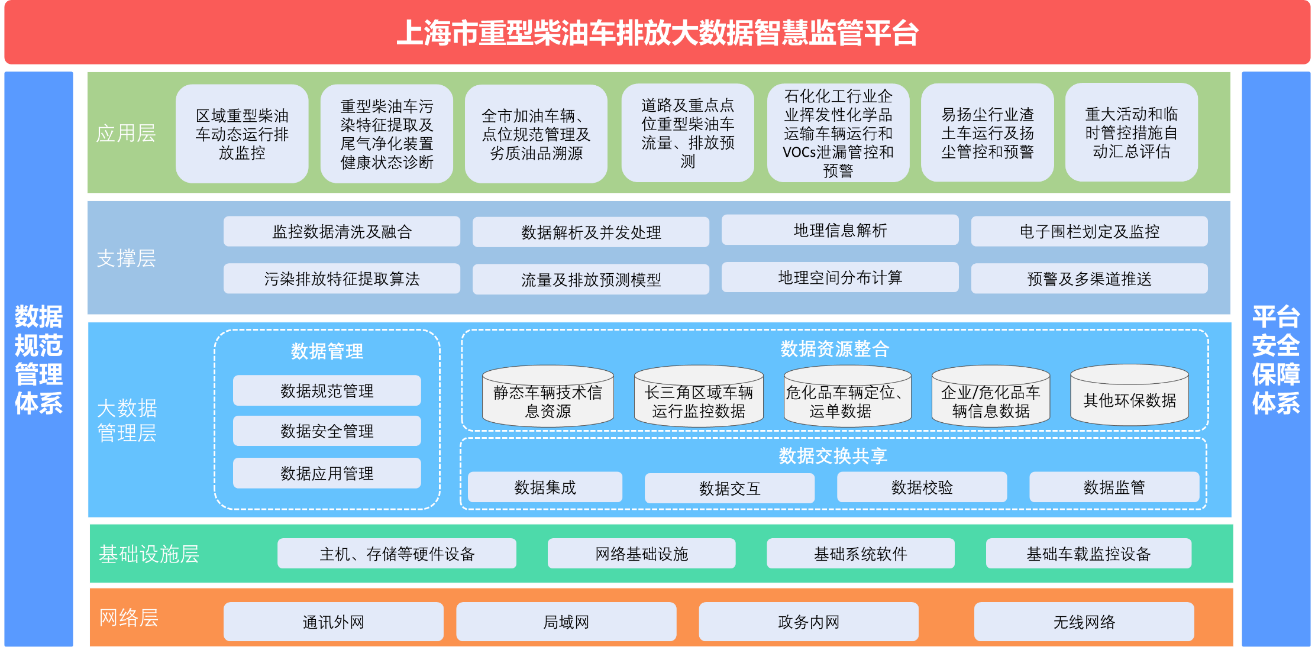 上海市重型柴油车排放大数据智慧监管平台
数据
规范
管理
体系
应用层
区域重型柴油
车动态运行排
放监控
重型柴油车污
染特征提取及
尾气净化装置
健康状态诊断
全市加油车辆、
点位规范管理及
劣质油品溯源
道路及重点点
位重型柴油车
流量、排放预
测
石化化工行业企
业挥发性化学品
运输车辆运行和
VOCs泄漏管控和
预警
易扬尘行业渣
土车运行及扬
尘管控和预警
重大活动和临
时管控措施自
动汇总评估
支撑层
监控数据清洗及融合
数据解析及并发处理
地理信息解析
电子围栏划定及监控
污染排放特征提取算法
流量及排放预测模型
地理空间分布计算
预警及多渠道推送
大数据
管理层
数据管理
数据规范管理
数据安全管理
数据应用管理
数据资源整合
静态车辆技术信
息资源
长三角区域车辆
运行监控数据
危化品车辆定位、
运单数据
企业/危化品车
辆信息数据
其他环保数据
数据交换共享
数据集成
数据交互
数据校验
数据监管
基础设施层
主机、存储等硬件设备
网络基础设施
基础系统软件
基础车载监控设备
网络层
通讯外网
局域网
政务内网
无线网络
平台
安全
保障
体系